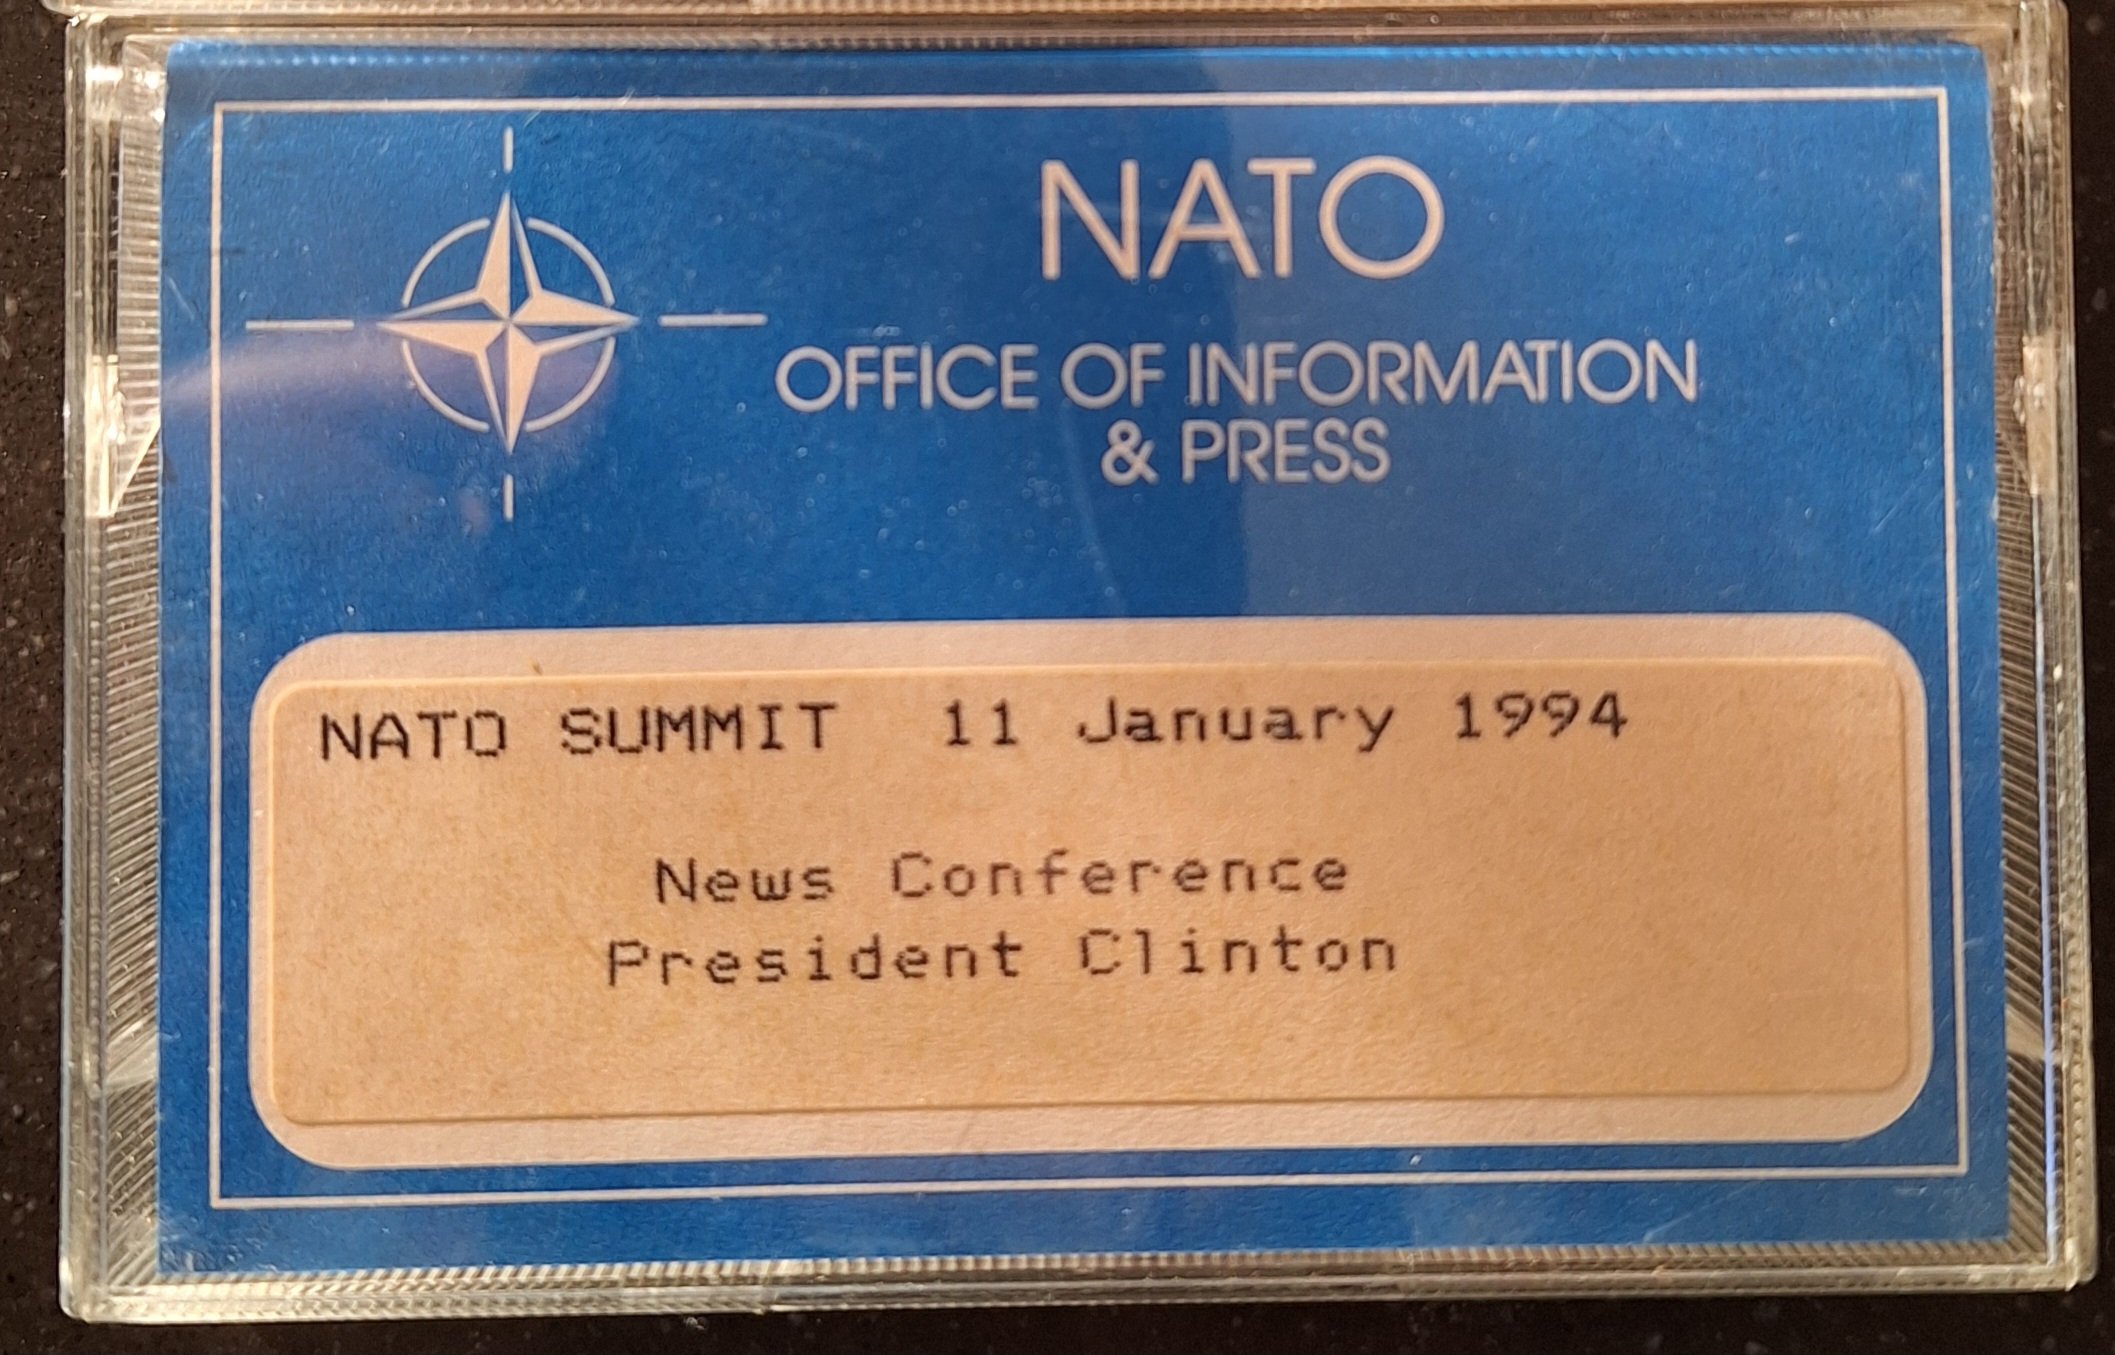 NATO
OFFICE OF INFORMATION
& PRESS
NATO SUMMIT 11 January 1994
News Conference
President Clinton